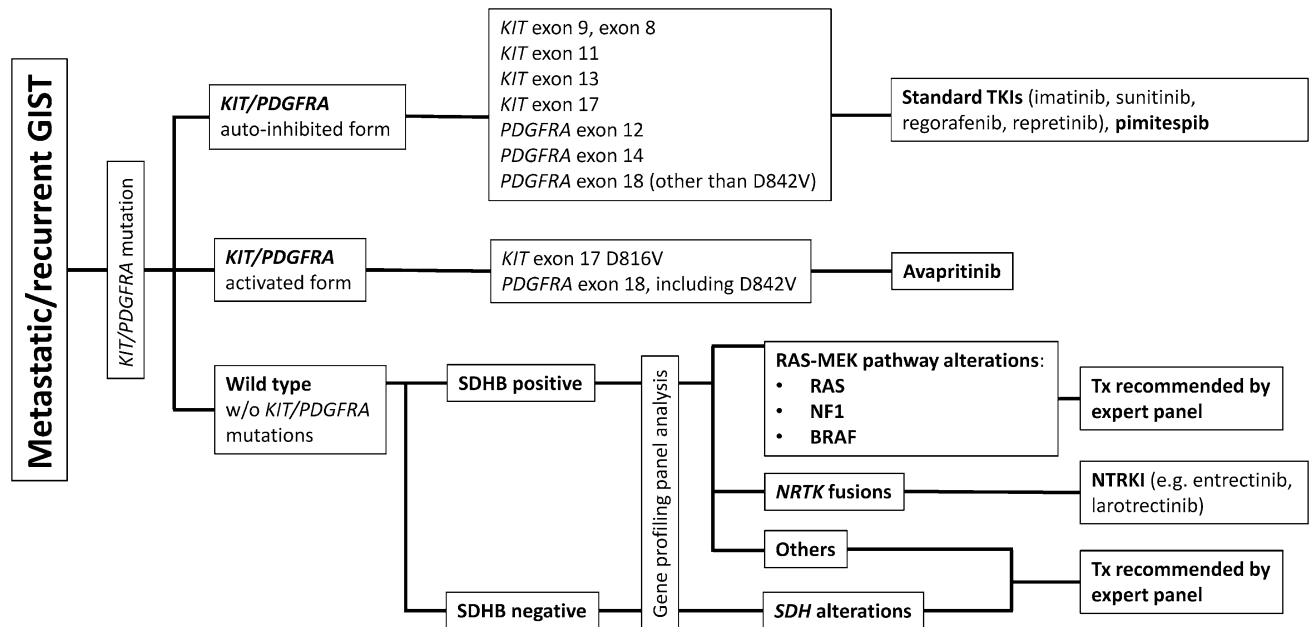 Metastatic/recurrent GIST
KIT/PDGFRA mutation
KIT/PDGFRA
auto-inhibited form
KIT exon 9, exon 8
KIT exon 11
KIT exon 13
KIT exon 17
PDGFRA exon 12
PDGFRA exon 14
PDGFRA exon 18 (other than D842V)
Standard TKIs (imatinib, sunitinib,
regorafenib, repretinib), pimitespib
KIT/PDGFRA
activated form
KIT exon 17 D816V
PDGFRA exon 18, including D842V
Avapritinib
Wild type
w/o KIT/PDGFRA
mutations
SDHB positive
SDHB negative
Gene profiling panel analysis
RAS-MEK pathway alterations:
• RAS
• NF1
• BRAF
Tx recommended by
expert panel
NRTK fusions
NTRKI (e.g. entrectinib,
larotrectinib)
Others
SDH alterations
Tx recommended by
expert panel